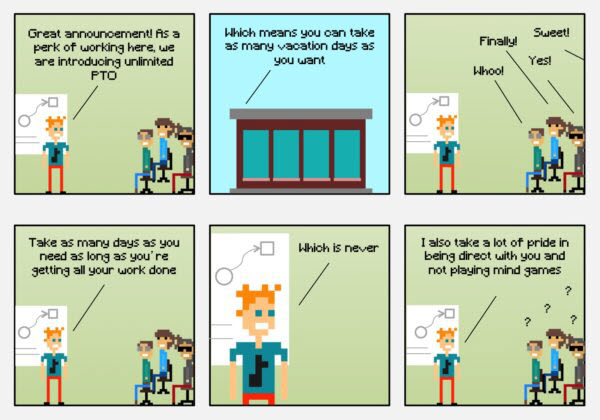 Great announcement! As a
perk of working here, we
are introducing unlimited
PTO
Which means you can take
as many vacation days as
you want
Sweet!
Finally!
Yes!
Whoo!
Take as many days as you
need as long as you're
getting all your work done
Which is never
I also take a lot of pride in
being direct with you and
not playing mind games
?
?
?